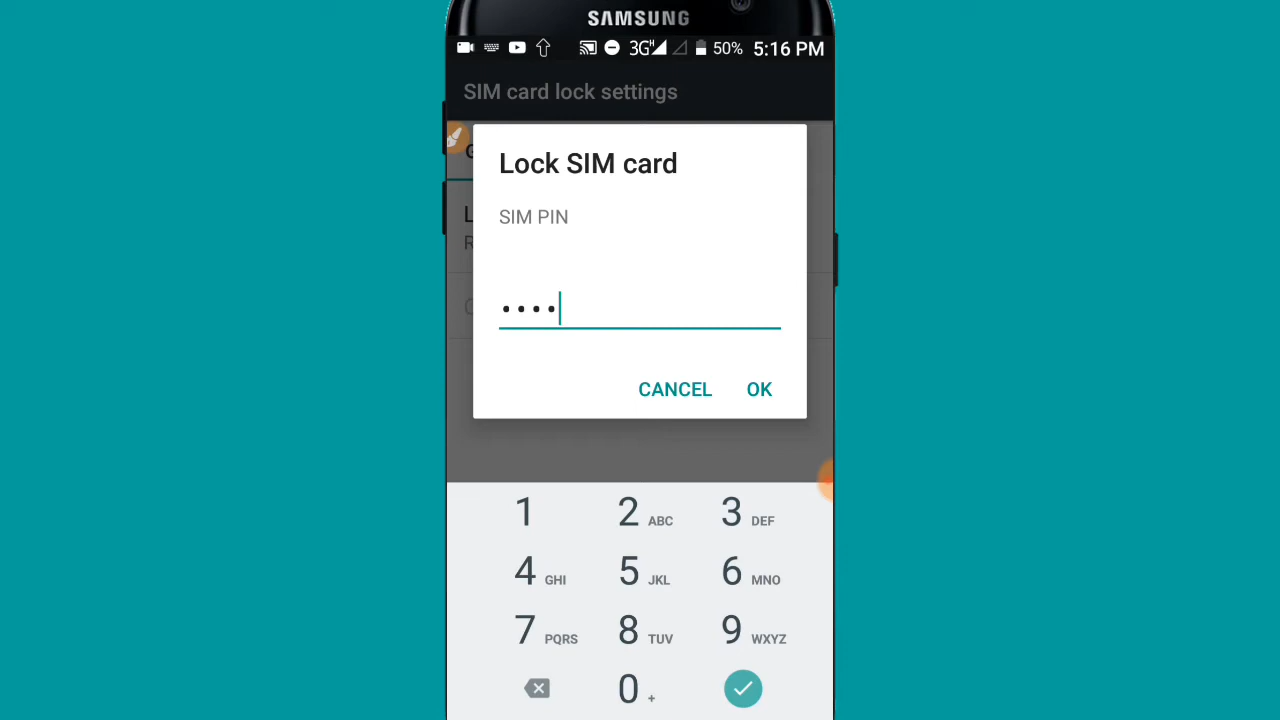 SAMSUNG
3G H 50% 5:16 PM
SIM card lock settings
Lock SIM card
SIM PIN
••••
CANCEL OK
1 2 ABC 3 DEF
4 GHI 5 JKL 6 MNO
7 PQRS 8 TUV 9 WXYZ
0 +